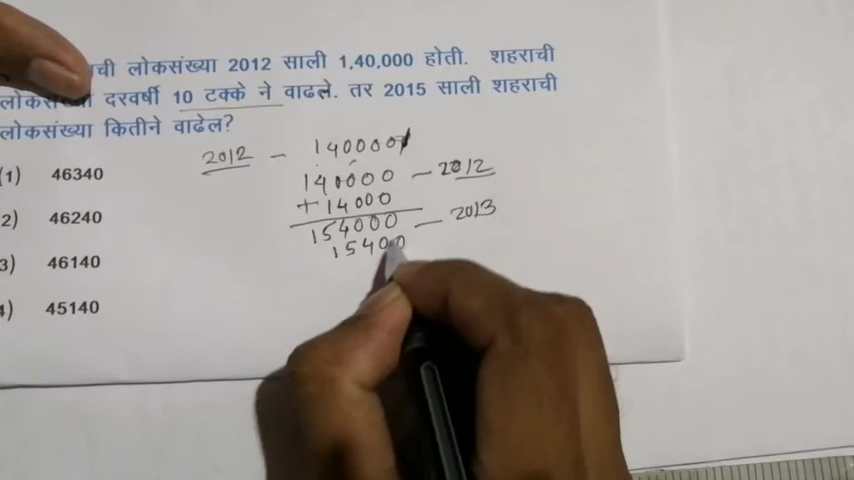 ची लोकसंख्या 2012 साली 1,40,000 होती. शहराची
लोकसंख्या दरवर्षी 10 टक्के ने वाढले. तर 2015 साली शहराची
लोकसंख्या कितीने वाढेल?
2012 - 140000
(1) 46340
140000 - 2012
+ 14000
2) 46240
154000 - 2013
15400
3) 46140
4) 45140